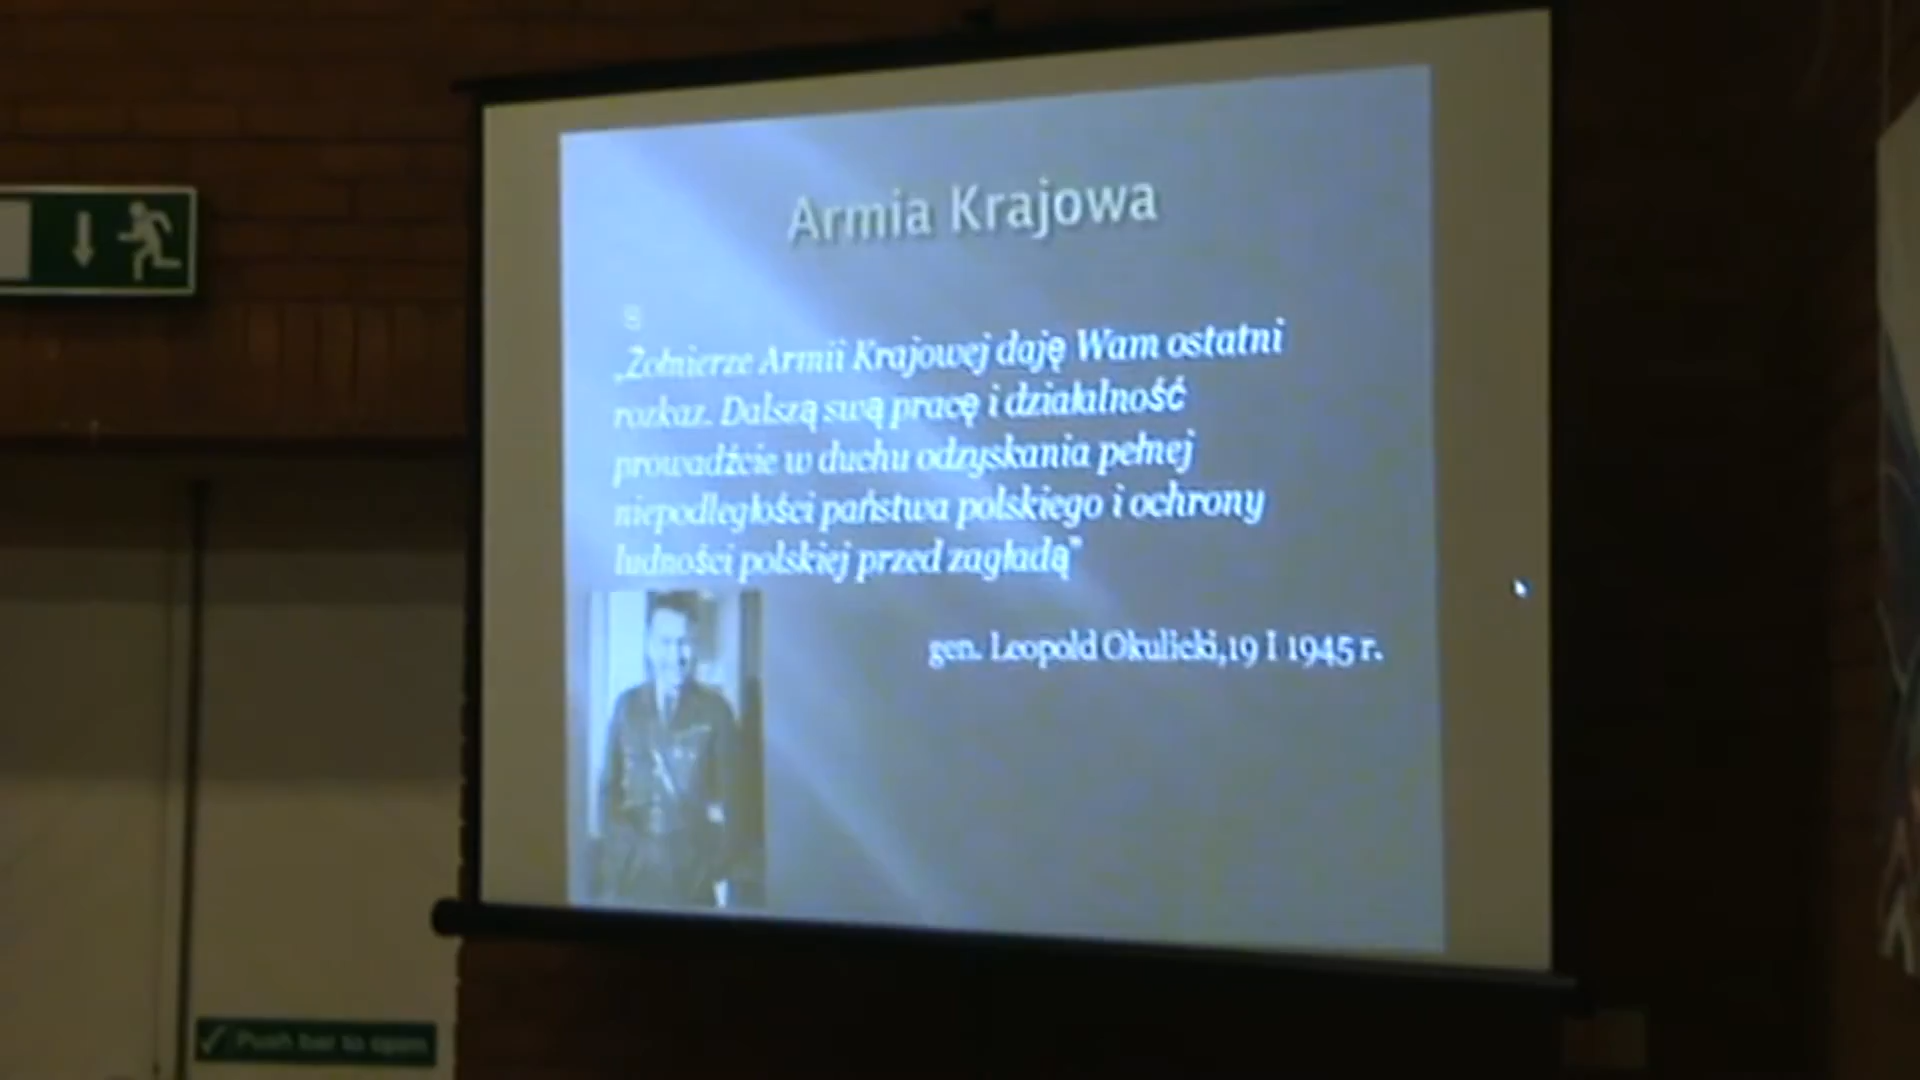 Armia Krajowa
„Żołnierze Armii Krajowej daję Wam ostatni
rozkaz. Dalszą swą pracę i działalność
prowadźcie w duchu odzyskania pełnej
niepodległości państwa polskiego i ochrony
ludności polskiej przed zagładą”
gen. Leopold Okulicki,19 I 1945 r.
Push bar to open